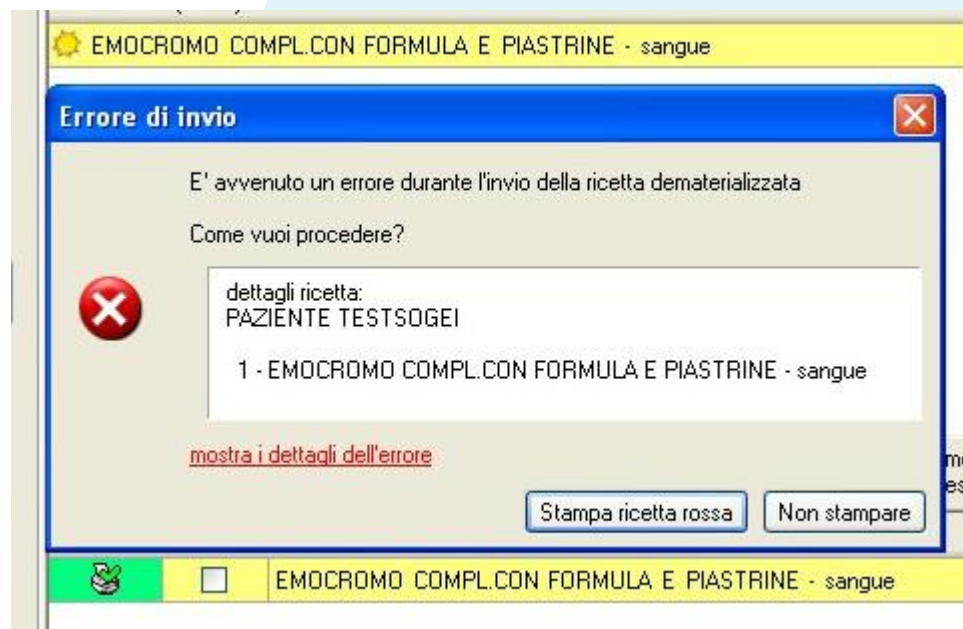 EMOCROMO COMPL.CON FORMULA E PIASTRINE - sangue
Errore di invio
E' avvenuto un errore durante l'invio della ricetta dematerializzata
Come vuoi procedere?
dettagli ricetta:
PAZIENTE TESTSOGEI
1 - EMOCROMO COMPL.CON FORMULA E PIASTRINE - sangue
mostra i dettagli dell'errore
Stampa ricetta rossa Non stampare
EMOCROMO COMPL.CON FORMULA E PIASTRINE - sangue